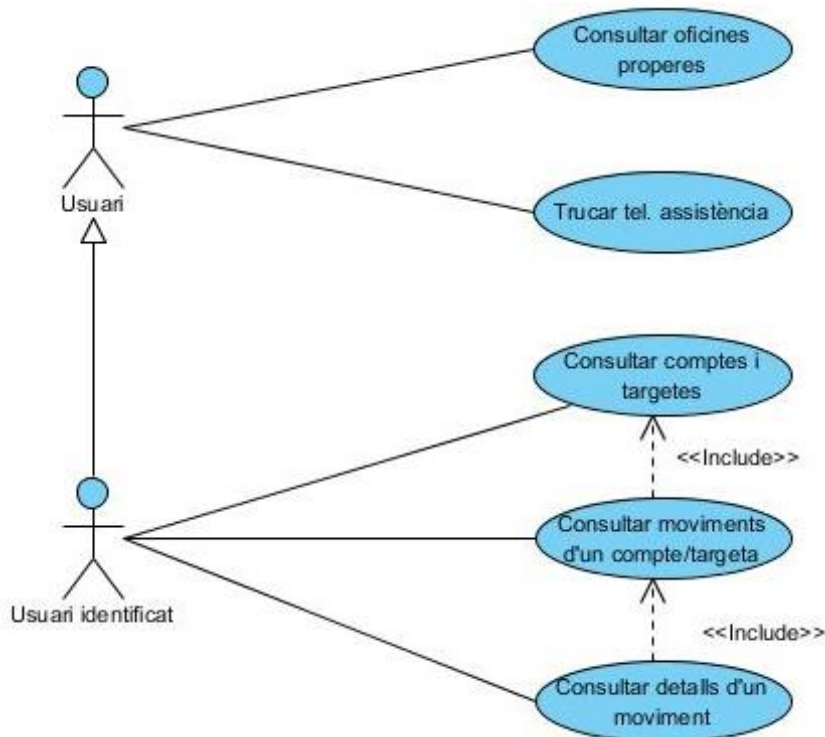 Consultar oficines
properes
Usuari
Trucar tel. assistència
Consultar comptes i
targetes
<<Include>>
Consultar moviments
d'un compte/targeta
Usuari identificat
<<Include>>
Consultar detalls d'un
moviment